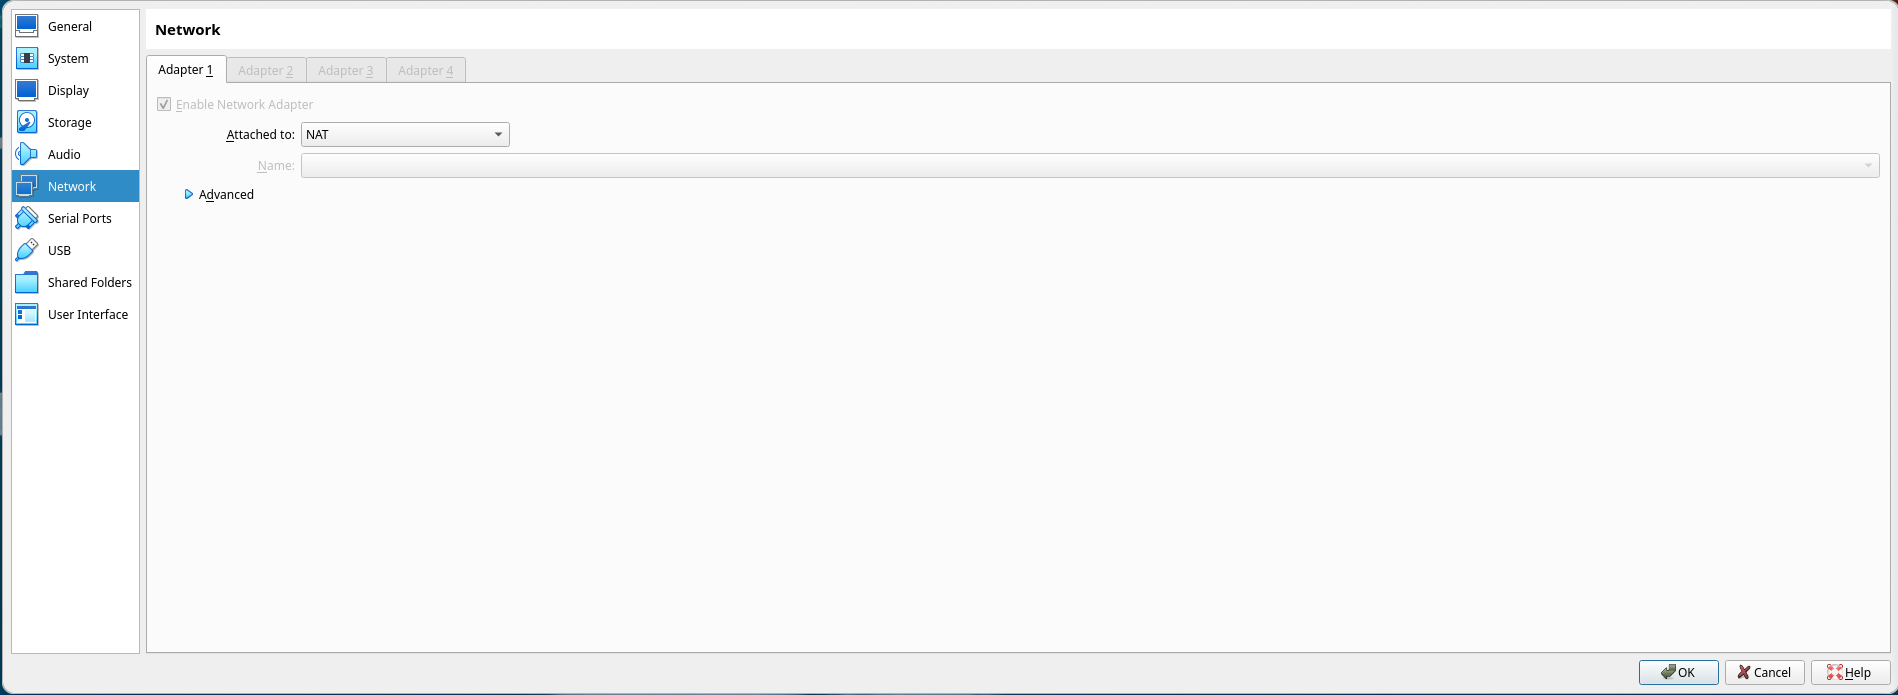 General
System
Display
Storage
Audio
Network
Serial Ports
USB
Shared Folders
User Interface
Network
Adapter 1
Adapter 2
Adapter 3
Adapter 4
Enable Network Adapter
Attached to: NAT
Name:
Advanced
OK
Cancel
Help